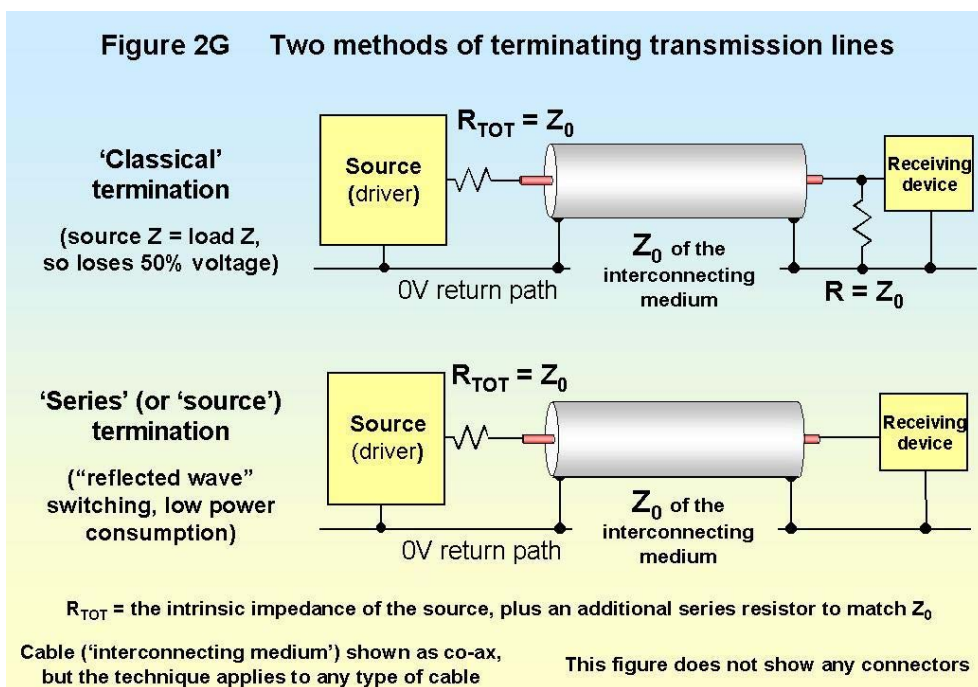 Figure 2G Two methods of terminating transmission lines
‘Classical’
termination
(source Z = load Z,
so loses 50% voltage)
Source
(driver)
R_TOT = Z_0
Z_0 of the
interconnecting
medium
0V return path
Receiving
device
R = Z_0
‘Series’ (or ‘source’)
termination
(“reflected wave”
switching, low power
consumption)
Source
(driver)
R_TOT = Z_0
Z_0 of the
interconnecting
medium
0V return path
Receiving
device
R_TOT = the intrinsic impedance of the source, plus an additional series resistor to match Z_0
Cable (‘interconnecting medium’) shown as co-ax,
but the technique applies to any type of cable
This figure does not show any connectors